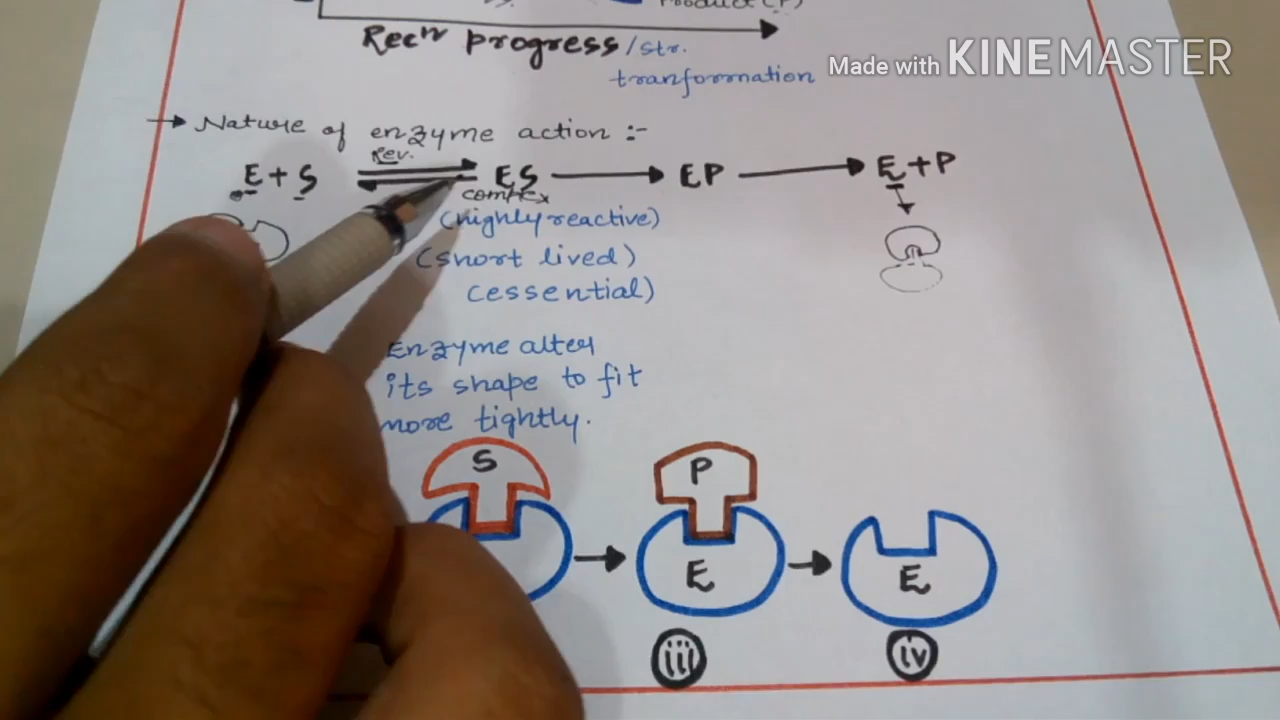 Product (P)
Recⁿ progress/str.
tranformation
Made with KINEMASTER
→ Nature of enzyme action :-
Rev.
E + S ⇌ ES → EP → E + P
complex
(highly reactive)
(short lived)
(essential)
Enzyme alter
its shape to fit
more tightly.
S P
E E
iii iv